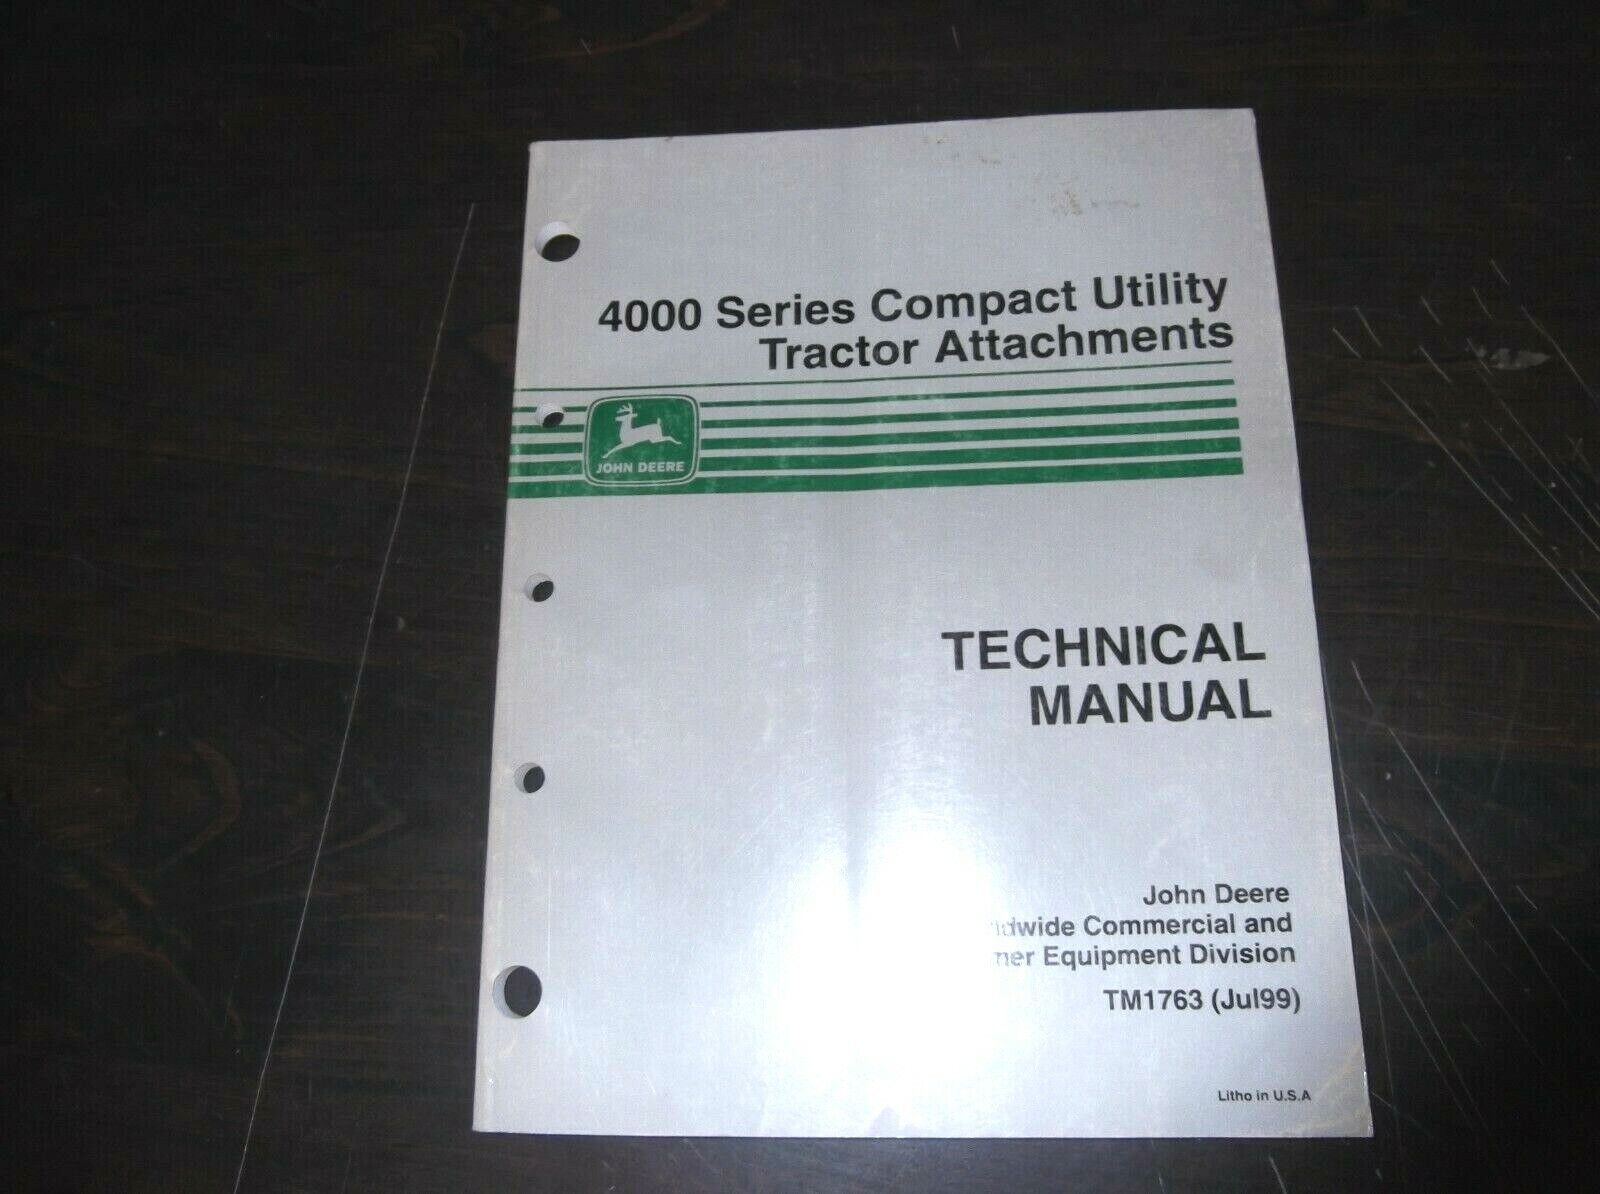 4000 Series Compact Utility
Tractor Attachments
JOHN DEERE
TECHNICAL
MANUAL
John Deere
Commercial and
Equipment Division
TM1763 (Jul99)
Litho in U.S.A